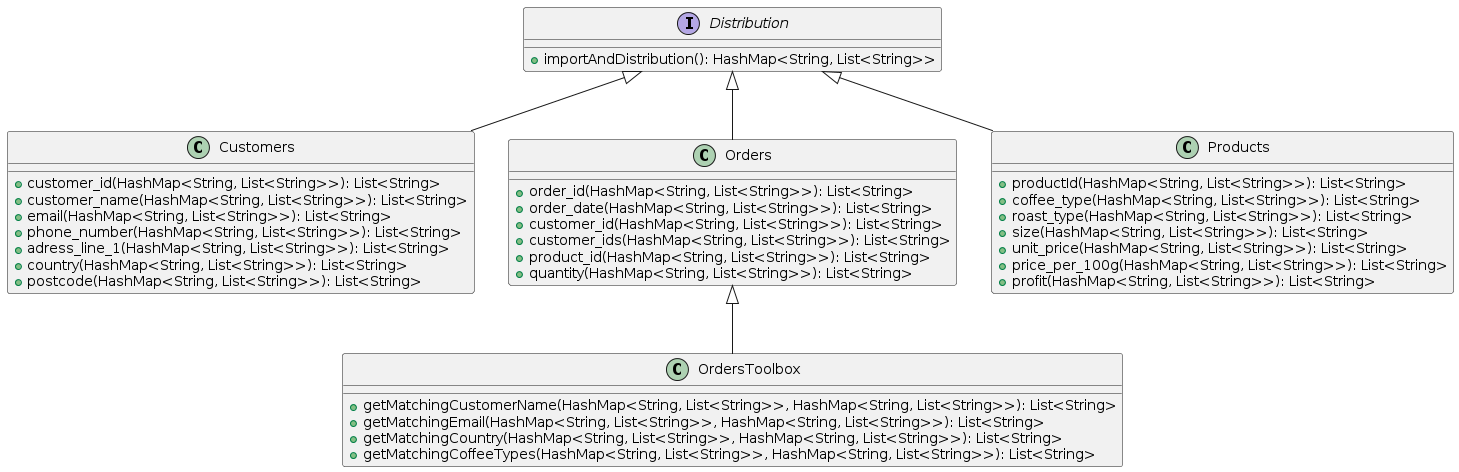 I Distribution
importAndDistribution(): HashMap<String, List<String>>
C Customers
customer_id(HashMap<String, List<String>>): List<String>
customer_name(HashMap<String, List<String>>): List<String>
email(HashMap<String, List<String>>): List<String>
phone_number(HashMap<String, List<String>>): List<String>
adress_line_1(HashMap<String, List<String>>): List<String>
country(HashMap<String, List<String>>): List<String>
postcode(HashMap<String, List<String>>): List<String>
C Orders
order_id(HashMap<String, List<String>>): List<String>
order_date(HashMap<String, List<String>>): List<String>
customer_id(HashMap<String, List<String>>): List<String>
customer_ids(HashMap<String, List<String>>): List<String>
product_id(HashMap<String, List<String>>): List<String>
quantity(HashMap<String, List<String>>): List<String>
C Products
productId(HashMap<String, List<String>>): List<String>
coffee_type(HashMap<String, List<String>>): List<String>
roast_type(HashMap<String, List<String>>): List<String>
size(HashMap<String, List<String>>): List<String>
unit_price(HashMap<String, List<String>>): List<String>
price_per_100g(HashMap<String, List<String>>): List<String>
profit(HashMap<String, List<String>>): List<String>
C OrdersToolbox
getMatchingCustomerName(HashMap<String, List<String>>, HashMap<String, List<String>>): List<String>
getMatchingEmail(HashMap<String, List<String>>, HashMap<String, List<String>>): List<String>
getMatchingCountry(HashMap<String, List<String>>, HashMap<String, List<String>>): List<String>
getMatchingCoffeeTypes(HashMap<String, List<String>>, HashMap<String, List<String>>): List<String>